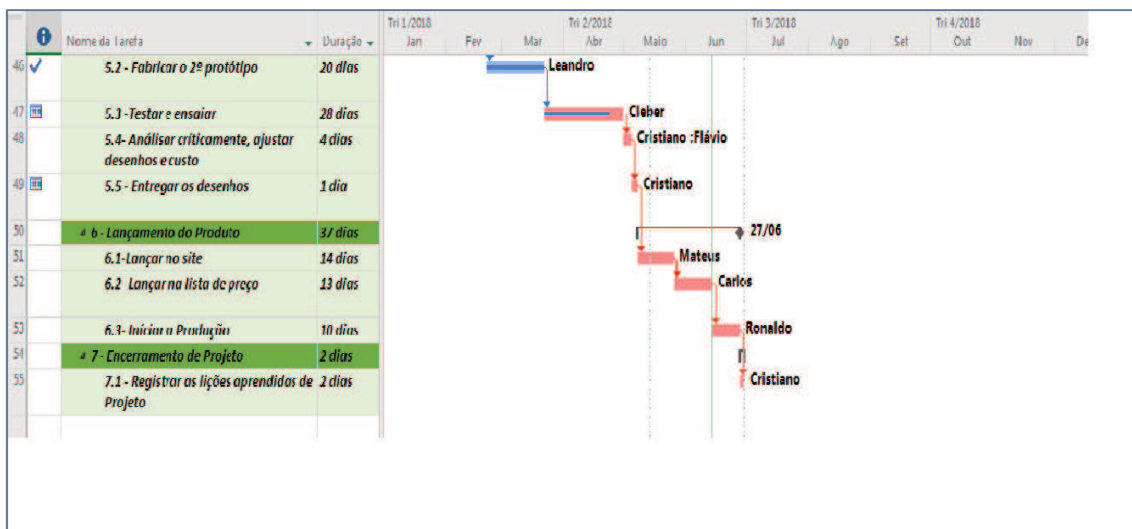 Tri 1/2018 Tri 2/2018 Tri 3/2018 Tri 4/2018
Nome da Tarefa Duração Jan Fev Mar Abr Maio Jun Jul Ago Set Out Nov De
46 5.2 - Fabricar o 2º protótipo 20 dias Leandro
47 5.3 -Testar e ensaiar 28 dias Cleber
48 5.4- Análisar críticamente, ajustar 4 dias Cristiano ;Flávio
desenhos e custo
49 5.5 - Entregar os desenhos 1 dia Cristiano
50 6 - Lançamento do Produto 37 dias 27/06
51 6.1-Lançar no site 14 dias Mateus
52 6.2 Lançar na lista de preço 13 dias Carlos
53 6.3- Iniciar a Produção 10 dias Ronaldo
54 7 - Encerramento de Projeto 2 dias
55 7.1 - Registrar as lições aprendidas de 2 dias Cristiano
Projeto